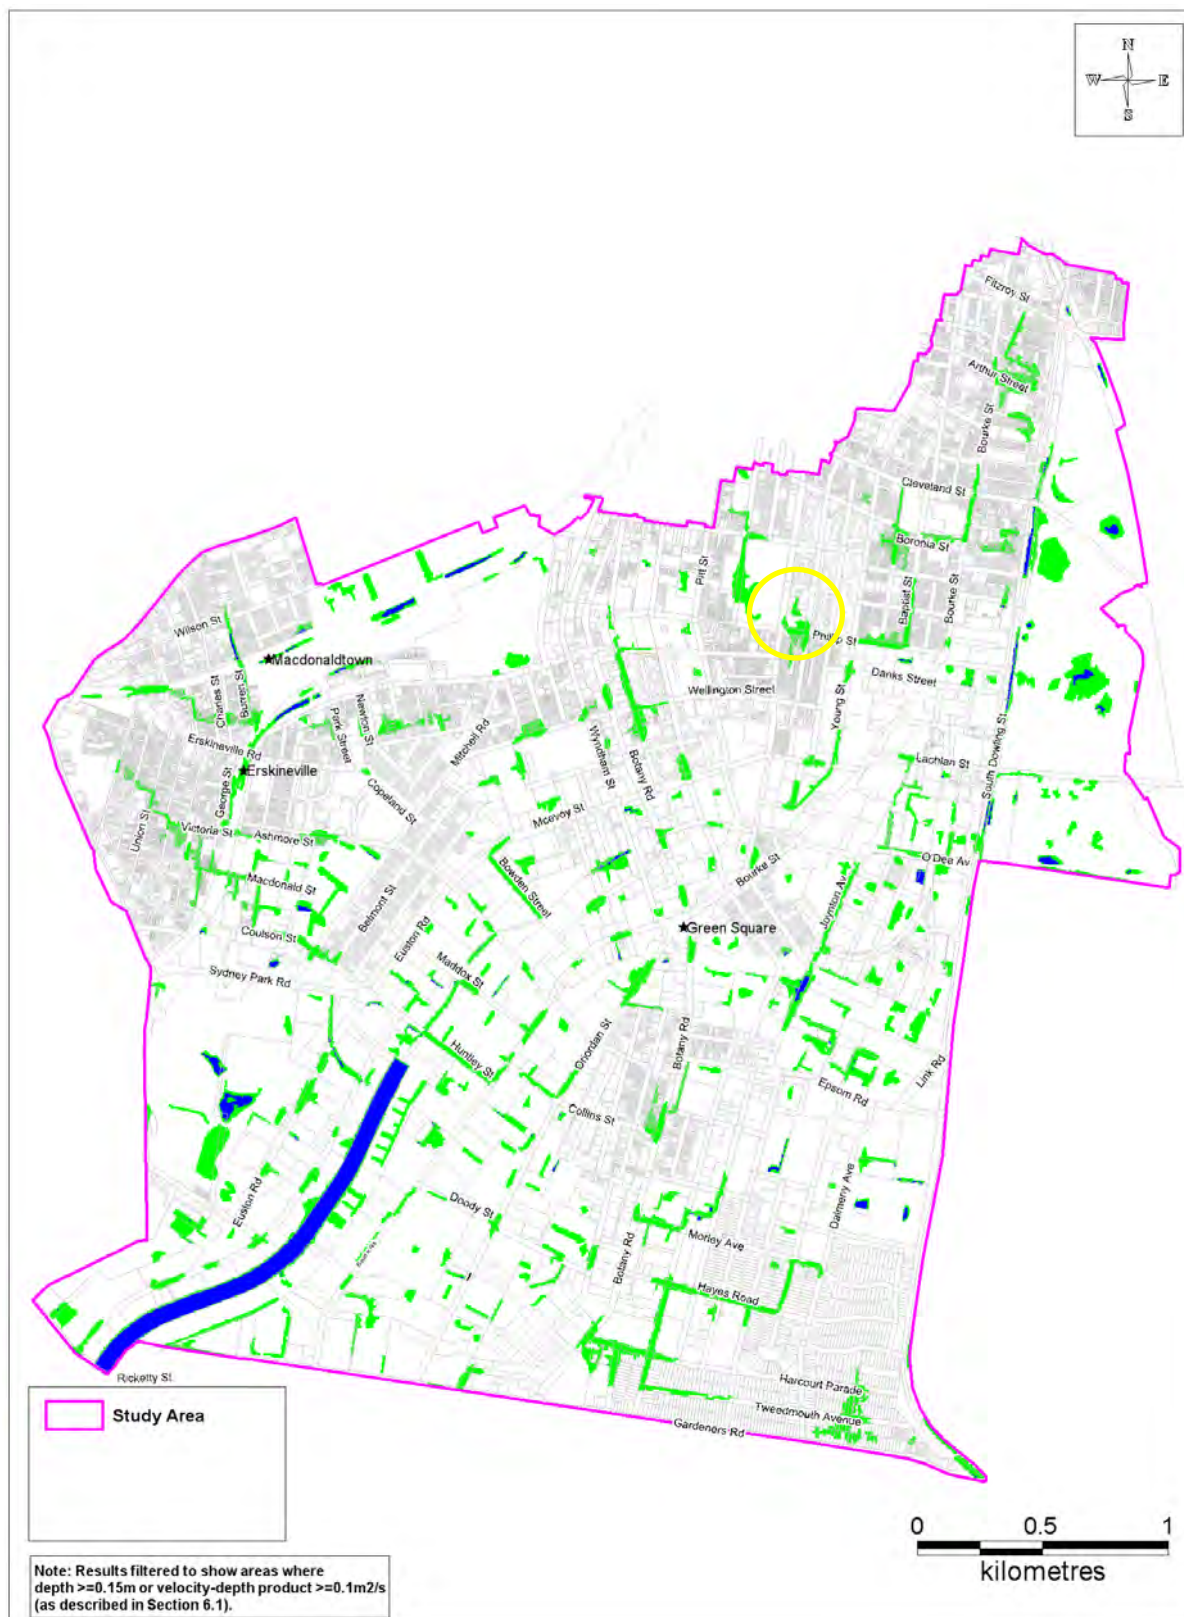 N
W E
S
Fitzroy St
Arthur Street
Bourke St
Cleveland St
Boronia St
Pitt St
Baptist St
Bourke St
Wilson St
Phillip St
Macdonaldtown
Danks Street
Wellington Street
Charles St
Burren St
Young St
Newton St
Park Street
Mitchell Rd
Wyndham St
Botany Rd
South Dowling St
Erskineville Rd
Lachlan St
Erskineville
George St
Copeland St
Mcevoy St
Union St
Victoria St
Ashmore St
Bourke St
O'Dea Av
Bowden Street
Macdonald St
Joynton Av
Belmont St
Green Square
Coulson St
Euston Rd
Maddox St
Sydney Park Rd
Oriordan St
Botany Rd
Huntley St
Link Rd
Epsom Rd
Collins St
Euston Rd
Doody St
Dalmeny Ave
Morley Ave
Botany Rd
Hayes Road
Ricketty St
Harcourt Parade
Tweedmouth Avenue
Gardeners Rd
Study Area
0 0.5 1
kilometres
Note: Results filtered to show areas where
depth >=0.15m or velocity-depth product >=0.1m2/s
(as described in Section 6.1).